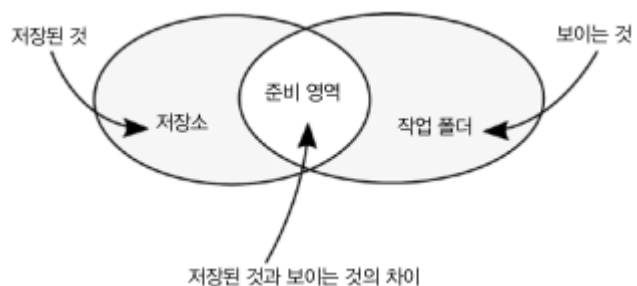 저장된 것
보이는 것
준비 영역
저장소
작업 폴더
저장된 것과 보이는 것의 차이